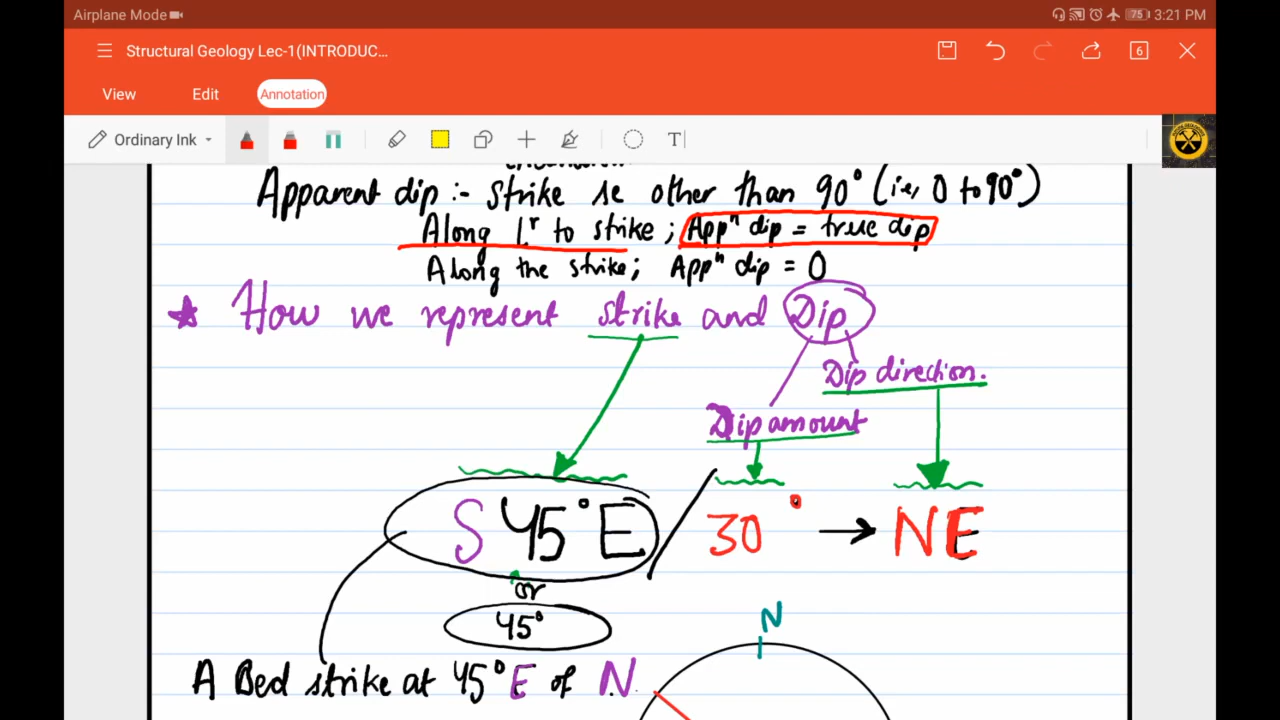 Airplane Mode 75 3:21 PM
Structural Geology Lec-1(INTRODUC... 6
View Edit Annotation
Ordinary Ink T
Apparent dip :- strike se other than 90° (i.e, 0 to 90°)
Along ⊥r to strike ; Appn dip = true dip
Along the strike; Appn dip = 0
★ How we represent strike and Dip
Dip direction.
Dip amount
S 45° E / 30° → NE
or
45°
N
A Bed strike at 45° E of N.